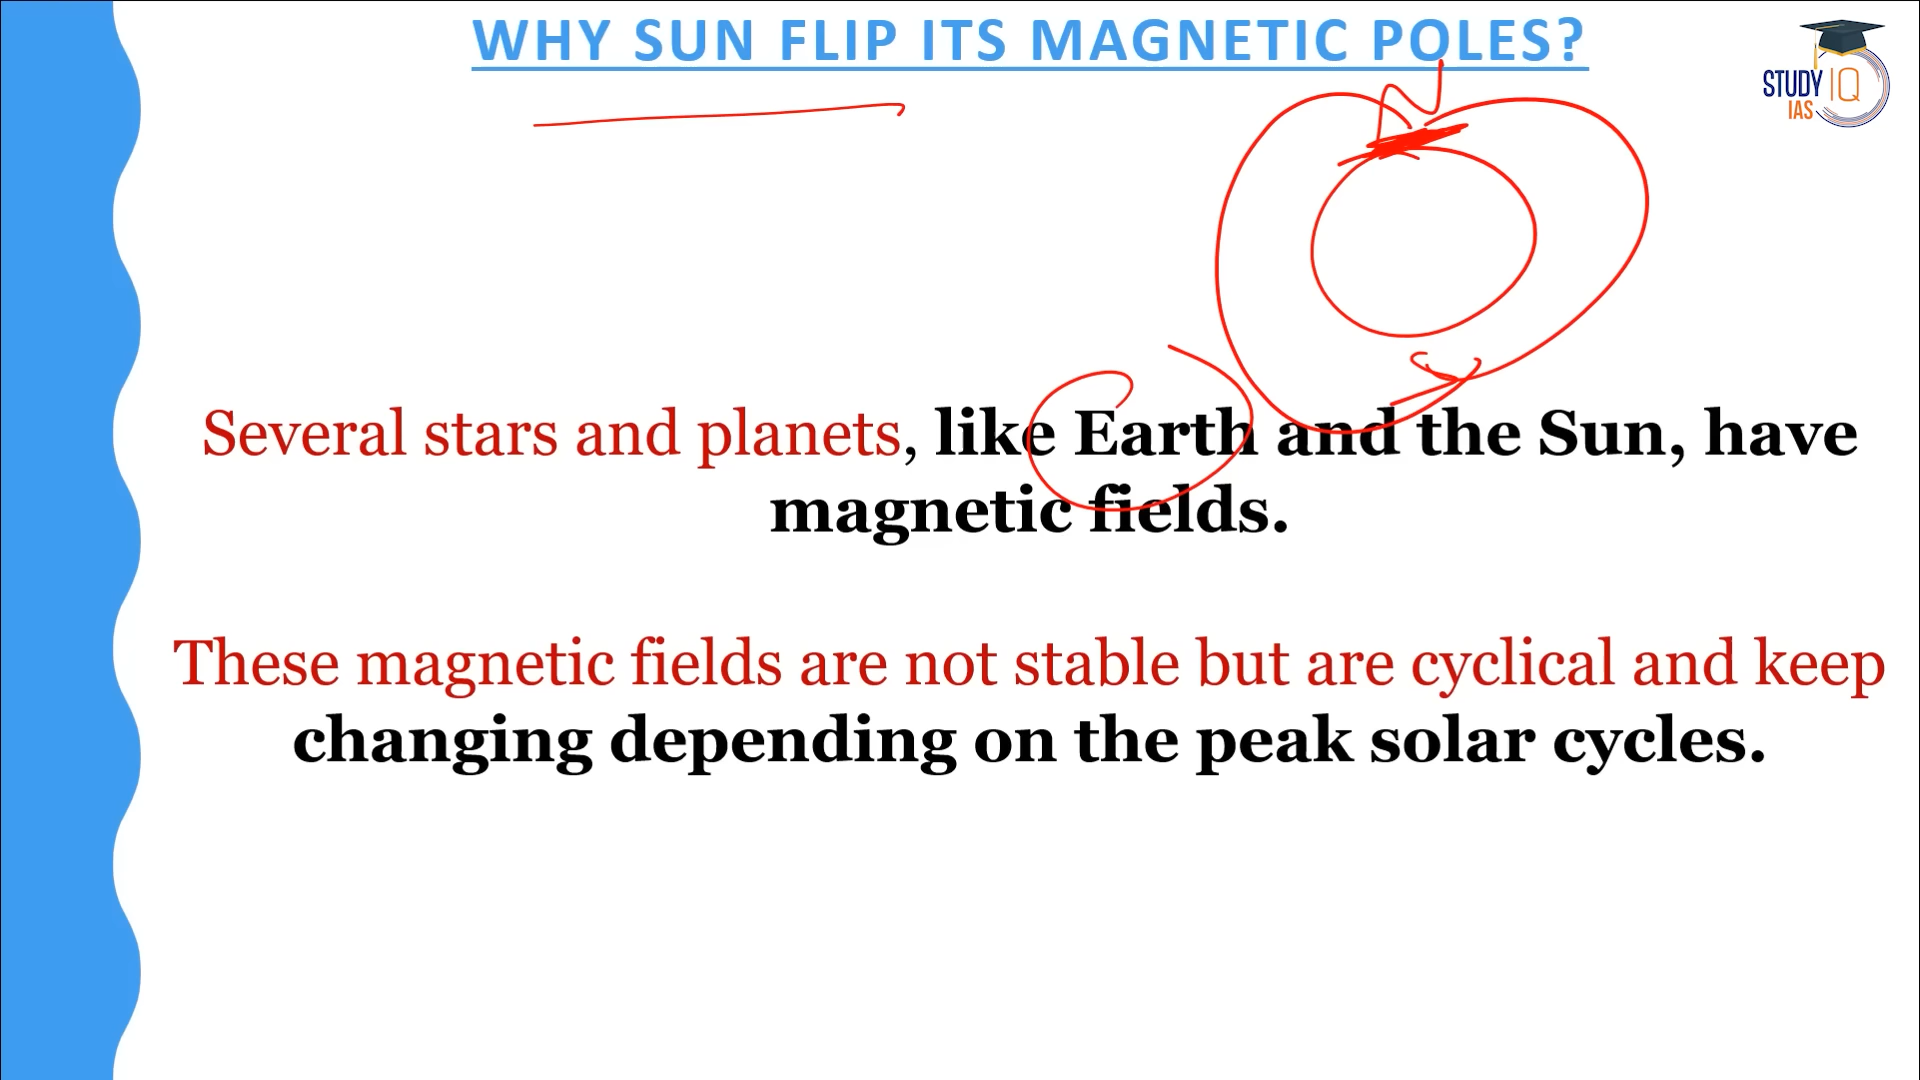 WHY SUN FLIP ITS MAGNETIC POLES?
STUDY IQ
IAS
N
Several stars and planets, like Earth and the Sun, have
magnetic fields.
These magnetic fields are not stable but are cyclical and keep
changing depending on the peak solar cycles.